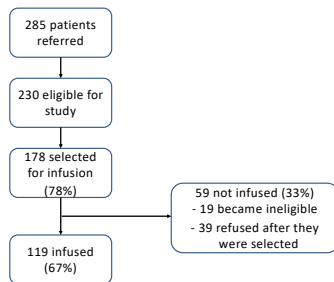 285 patients
referred
230 eligible for
study
178 selected
for infusion
(78%)
59 not infused (33%)
- 19 became ineligible
- 39 refused after they
were selected
119 infused
(67%)